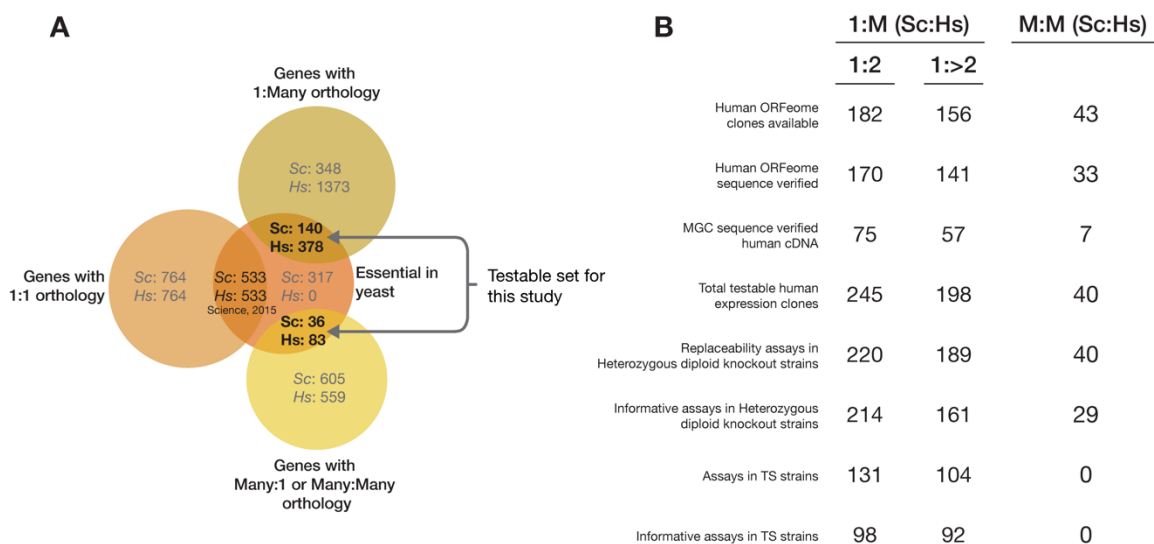 A
Genes with
1:Many orthology
Sc: 348
Hs: 1373
Sc: 140
Hs: 378
Genes with
1:1 orthology
Sc: 764
Hs: 764
Sc: 533
Hs: 533
Science, 2015
Sc: 317
Hs: 0
Essential in
yeast
Testable set for
this study
Sc: 36
Hs: 83
Sc: 605
Hs: 559
Genes with
Many:1 or Many:Many
orthology
B
1:M (Sc:Hs) M:M (Sc:Hs)
1:2 1:>2
Human ORFeome
clones available 182 156 43
Human ORFeome
sequence verified 170 141 33
MGC sequence verified
human cDNA 75 57 7
Total testable human
expression clones 245 198 40
Replaceability assays in
Heterozygous diploid knockout strains 220 189 40
Informative assays in Heterozygous
diploid knockout strains 214 161 29
Assays in TS strains 131 104 0
Informative assays in TS strains 98 92 0